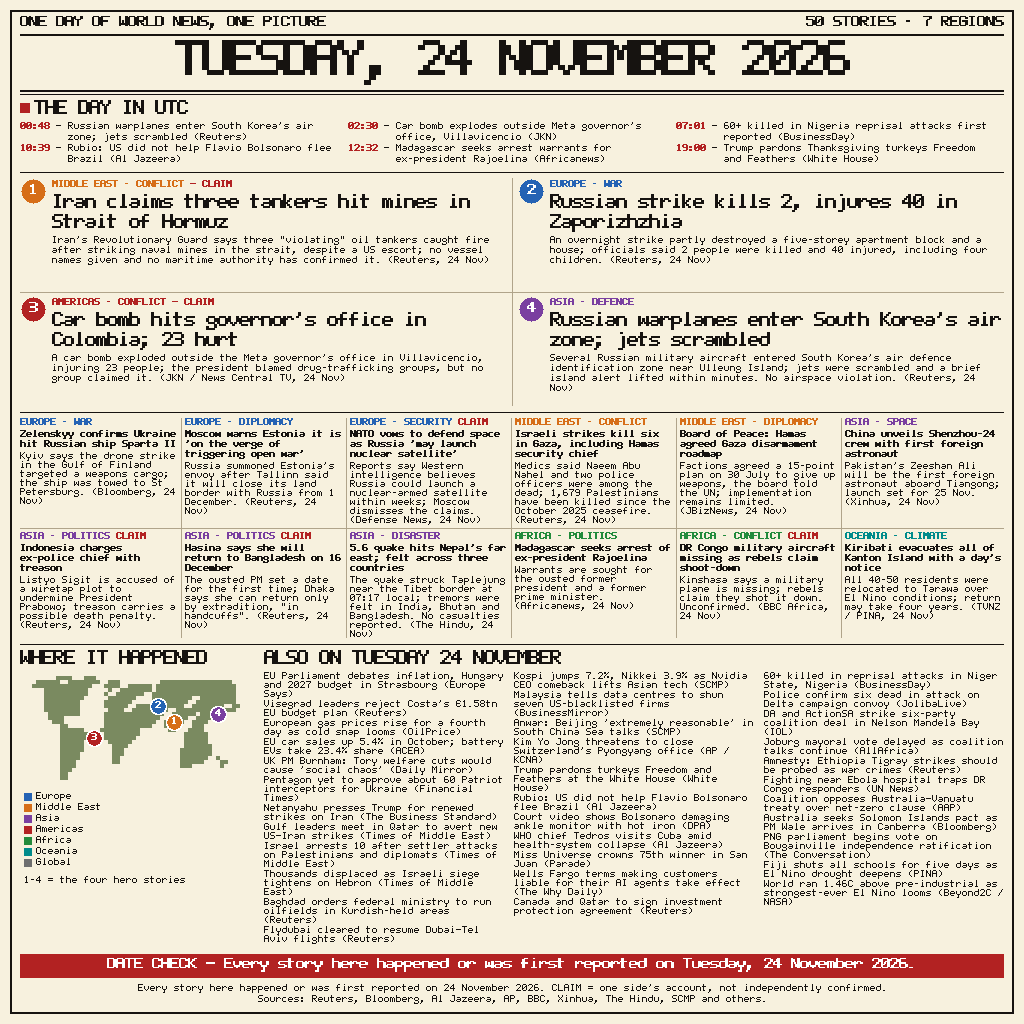 ONE DAY OF WORLD NEWS, ONE PICTURE
50 STORIES - 7 REGIONS
TUESDAY, 24 NOVEMBER 2026
THE DAY IN UTC
00:48 – Russian warplanes enter South Korea's air
zone; jets scrambled (Reuters)
10:39 – Rubio: US did not help Flavio Bolsonaro flee
Brazil (Al Jazeera)
02:30 – Car bomb explodes outside Meta governor's
office, Villavicencio (JKN)
12:32 – Madagascar seeks arrest warrants for
ex-president Rajoelina (Africanews)
07:01 – 60+ killed in Nigeria reprisal attacks first
reported (BusinessDay)
19:00 – Trump pardons Thanksgiving turkeys Freedom
and Feathers (White House)
1
MIDDLE EAST - CONFLICT – CLAIM
Iran claims three tankers hit mines in
Strait of Hormuz
Iran's Revolutionary Guard says three "violating" oil tankers caught fire
after striking naval mines in the strait, despite a US escort; no vessel
names given and no maritime authority has confirmed it. (Reuters, 24 Nov)
2
EUROPE - WAR
Russian strike kills 2, injures 40 in
Zaporizhzhia
An overnight strike partly destroyed a five-storey apartment block and a
house; officials said 2 people were killed and 40 injured, including four
children. (Reuters, 24 Nov)
3
AMERICAS - CONFLICT – CLAIM
Car bomb hits governor's office in
Colombia; 23 hurt
A car bomb exploded outside the Meta governor's office in Villavicencio,
injuring 23 people; the president blamed drug-trafficking groups, but no
group claimed it. (JKN / News Central TV, 24
Nov)
4
ASIA - DEFENCE
Russian warplanes enter South Korea's air
zone; jets scrambled
Several Russian military aircraft entered South Korea's air defence
identification zone near Ulleung Island; jets were scrambled and a brief
island alert lifted within minutes. No airspace violation. (Reuters, 24
Nov)
EUROPE - WAR
Zelenskyy confirms Ukraine
hit Russian ship Sparta II
Kyiv says the drone strike
in the Gulf of Finland
targeted a weapons cargo;
the ship was towed to St
Petersburg. (Bloomberg, 24
Nov)
EUROPE - DIPLOMACY
Moscow warns Estonia it is
'on the verge of
triggering open war'
Russia summoned Estonia's
envoy after Tallinn said
it will close its land
border with Russia from 1
December. (Reuters, 24
Nov)
EUROPE - SECURITY CLAIM
NATO vows to defend space
as Russia 'may launch
nuclear satellite'
Reports say Western
intelligence believes
Russia could launch a
nuclear-armed satellite
within weeks; Moscow
dismisses the claims.
(Defense News, 24 Nov)
MIDDLE EAST - CONFLICT
Israeli strikes kill six
in Gaza, including Hamas
security chief
Medics said Naeem Abu
Nahel and two police
officers were among the
dead; 1,679 Palestinians
have been killed since the
October 2025 ceasefire.
(Reuters, 24 Nov)
MIDDLE EAST - DIPLOMACY
Board of Peace: Hamas
agreed Gaza disarmament
roadmap
Factions agreed a 15-point
plan on 30 July to give up
weapons, the board told
the UN; implementation
remains limited.
(JBizNews, 24 Nov)
ASIA - SPACE
China unveils Shenzhou-24
crew with first foreign
astronaut
Pakistan's Zeeshan Ali
will be the first foreign
astronaut aboard Tiangong;
launch set for 25 Nov.
(Xinhua, 24 Nov)
ASIA - POLITICS CLAIM
Indonesia charges
ex-police chief with
treason
Listyo Sigit is accused of
a wiretap plot to
undermine President
Prabowo; treason carries a
possible death penalty.
(Reuters, 24 Nov)
ASIA - POLITICS CLAIM
Hasina says she will
return to Bangladesh on 16
December
The ousted PM set a date
for the first time; Dhaka
says she can return only
by extradition, "in
handcuffs". (Reuters, 24
Nov)
ASIA - DISASTER
5.6 quake hits Nepal's far
east; felt across three
countries
The quake struck Taplejung
near the Tibet border at
07:17 local; tremors were
felt in India, Bhutan and
Bangladesh. No casualties
reported. (The Hindu, 24
Nov)
AFRICA - POLITICS
Madagascar seeks arrest of
ex-president Rajoelina
Warrants are sought for
the ousted former
president and a former
prime minister.
(Africanews, 24 Nov)
AFRICA - CONFLICT CLAIM
DR Congo military aircraft
missing as rebels claim
shoot-down
Kinshasa says a military
plane is missing; rebels
claim they shot it down.
Unconfirmed. (BBC Africa,
24 Nov)
OCEANIA - CLIMATE
Kiribati evacuates all of
Kanton Island with a day's
notice
All 40-50 residents were
relocated to Tarawa over
El Nino conditions; return
may take four years. (TVNZ
/ PINA, 24 Nov)
WHERE IT HAPPENED
2
1
4
3
Europe
Middle East
Asia
Americas
Africa
Oceania
Global
1-4 = the four hero stories
ALSO ON TUESDAY 24 NOVEMBER
EU Parliament debates inflation, Hungary
and 2027 budget in Strasbourg (Europe
Says)
Visegrad leaders reject Costa's €1.58tn
EU budget plan (Reuters)
European gas prices rise for a fourth
day as cold snap looms (OilPrice)
EU car sales up 5.4% in October; battery
EVs take 23.4% share (ACEA)
UK PM Burnham: Tory welfare cuts would
cause 'social chaos' (Daily Mirror)
Pentagon yet to approve about 60 Patriot
interceptors for Ukraine (Financial
Times)
Netanyahu presses Trump for renewed
strikes on Iran (The Business Standard)
Gulf leaders meet in Qatar to avert new
US-Iran strikes (Times of Middle East)
Israel arrests 10 after settler attacks
on Palestinians and diplomats (Times of
Middle East)
Thousands displaced as Israeli siege
tightens on Hebron (Times of Middle
East)
Baghdad orders federal ministry to run
oilfields in Kurdish-held areas
(Reuters)
Flydubai cleared to resume Dubai-Tel
Aviv flights (Reuters)
Kospi jumps 7.2%, Nikkei 3.9% as Nvidia
CEO comeback lifts Asian tech (SCMP)
Malaysia tells data centres to shun
seven US-blacklisted firms
(BusinessMirror)
Anwar: Beijing 'extremely reasonable' in
South China Sea talks (SCMP)
Kim Yo Jong threatens to close
Switzerland's Pyongyang office (AP /
KCNA)
Trump pardons turkeys Freedom and
Feathers at the White House (White
House)
Rubio: US did not help Flavio Bolsonaro
flee Brazil (Al Jazeera)
Court video shows Bolsonaro damaging
ankle monitor with hot iron (DPA)
WHO chief Tedros visits Cuba amid
health-system collapse (Al Jazeera)
Miss Universe crowns 75th winner in San
Juan (Parade)
Wells Fargo terms making customers
liable for their AI agents take effect
(The Why Daily)
Canada and Qatar to sign investment
protection agreement (Reuters)
60+ killed in reprisal attacks in Niger
State, Nigeria (BusinessDay)
Police confirm six dead in attack on
Delta campaign convoy (JolibaLive)
DA and ActionSA strike six-party
coalition deal in Nelson Mandela Bay
(IOL)
Joburg mayoral vote delayed as coalition
talks continue (AllAfrica)
Amnesty: Ethiopia Tigray strikes should
be probed as war crimes (Reuters)
Fighting near Ebola hospital traps DR
Congo responders (UN News)
Coalition opposes Australia-Vanuatu
treaty over net-zero clause (AAP)
Australia seeks Solomon Islands pact as
PM Wale arrives in Canberra (Bloomberg)
PNG parliament begins vote on
Bougainville independence ratification
(The Conversation)
Fiji shuts all schools for five days as
El Nino drought deepens (PINA)
World ran 1.46C above pre-industrial as
strongest-ever El Nino looms (Beyond2C /
NASA)
DATE CHECK – Every story here happened or was first reported on Tuesday, 24 November 2026.
Every story here happened or was first reported on 24 November 2026. CLAIM = one side's account, not independently confirmed.
Sources: Reuters, Bloomberg, Al Jazeera, AP, BBC, Xinhua, The Hindu, SCMP and others.